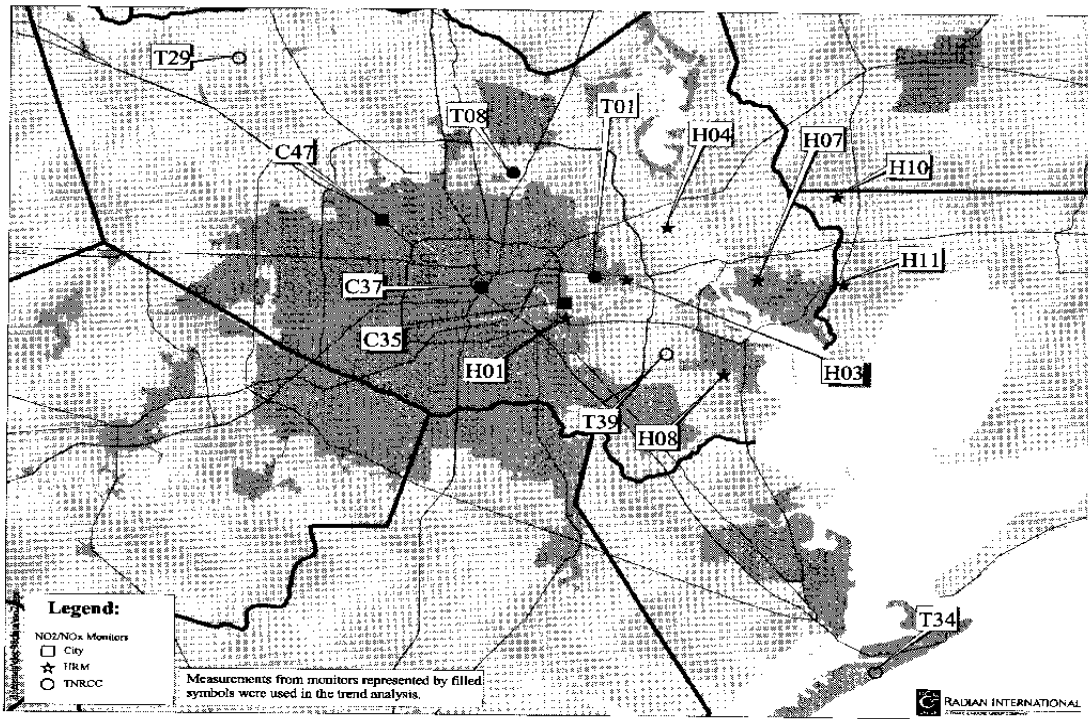 T29
T08
T01
H04
H07
C47
H10
H11
C37
C35
H01
H03
T39
H08
T34
Legend:
NO2/NOx Monitors
City
HRM
TNRCC
Measurements from monitors represented by filled
symbols were used in the trend analysis.
RADIAN INTERNATIONAL